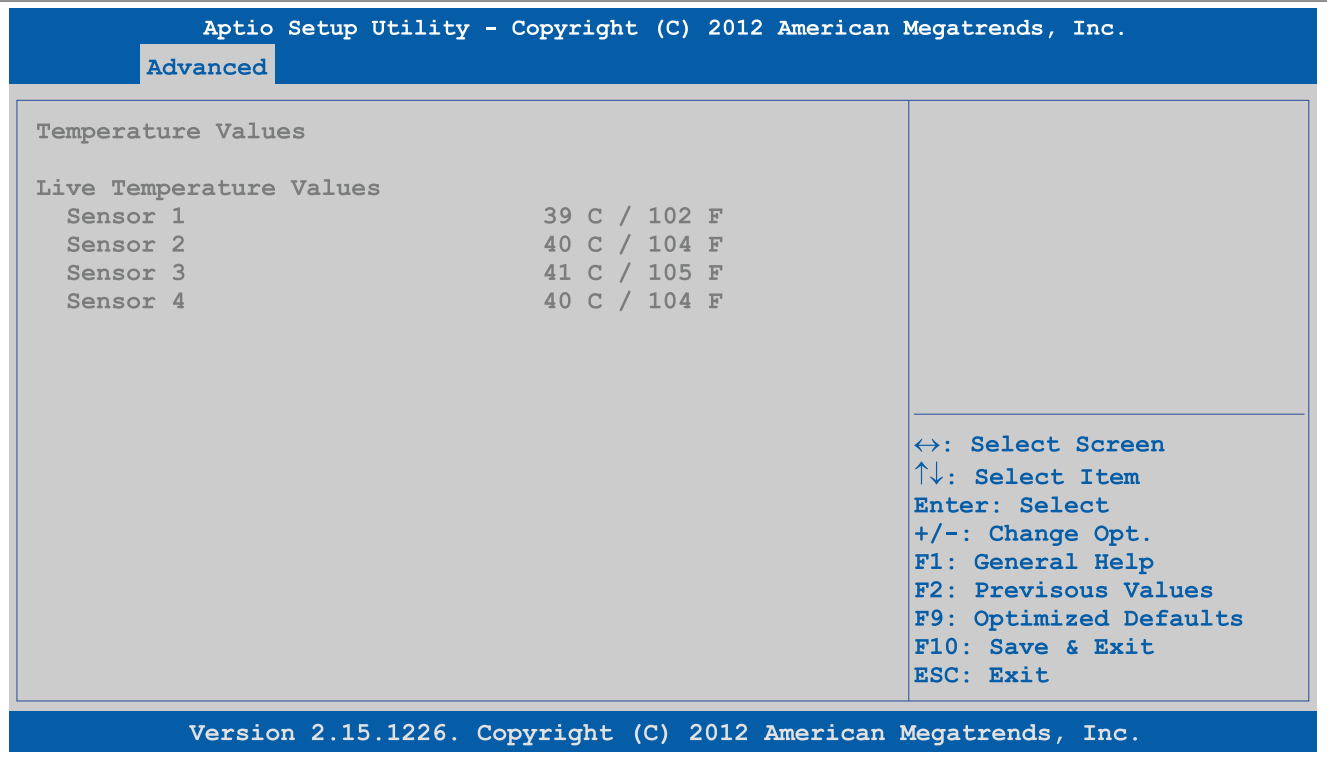 Aptio Setup Utility - Copyright (C) 2012 American Megatrends, Inc.
Advanced
Temperature Values
Live Temperature Values
Sensor 1 39 C / 102 F
Sensor 2 40 C / 104 F
Sensor 3 41 C / 105 F
Sensor 4 40 C / 104 F
↔: Select Screen
↑↓: Select Item
Enter: Select
+/-: Change Opt.
F1: General Help
F2: Previsous Values
F9: Optimized Defaults
F10: Save & Exit
ESC: Exit
Version 2.15.1226. Copyright (C) 2012 American Megatrends, Inc.